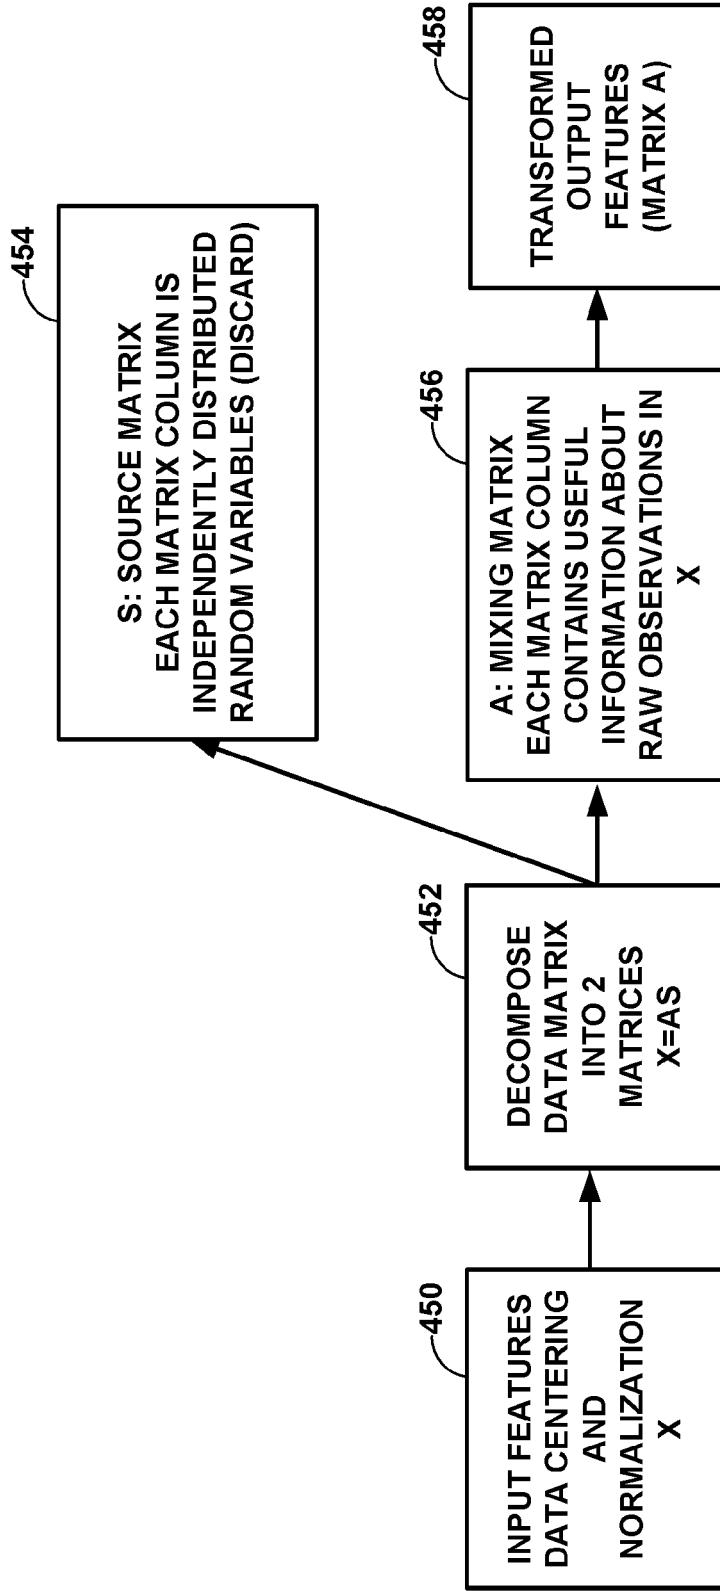 450
INPUT FEATURES
DATA CENTERING
AND
NORMALIZATION
X
452
DECOMPOSE
DATA MATRIX
INTO 2
MATRICES
X=AS
454
S: SOURCE MATRIX
EACH MATRIX COLUMN IS
INDEPENDENTLY DISTRIBUTED
RANDOM VARIABLES (DISCARD)
456
A: MIXING MATRIX
EACH MATRIX COLUMN
CONTAINS USEFUL
INFORMATION ABOUT
RAW OBSERVATIONS IN
X
458
TRANSFORMED
OUTPUT
FEATURES
(MATRIX A)